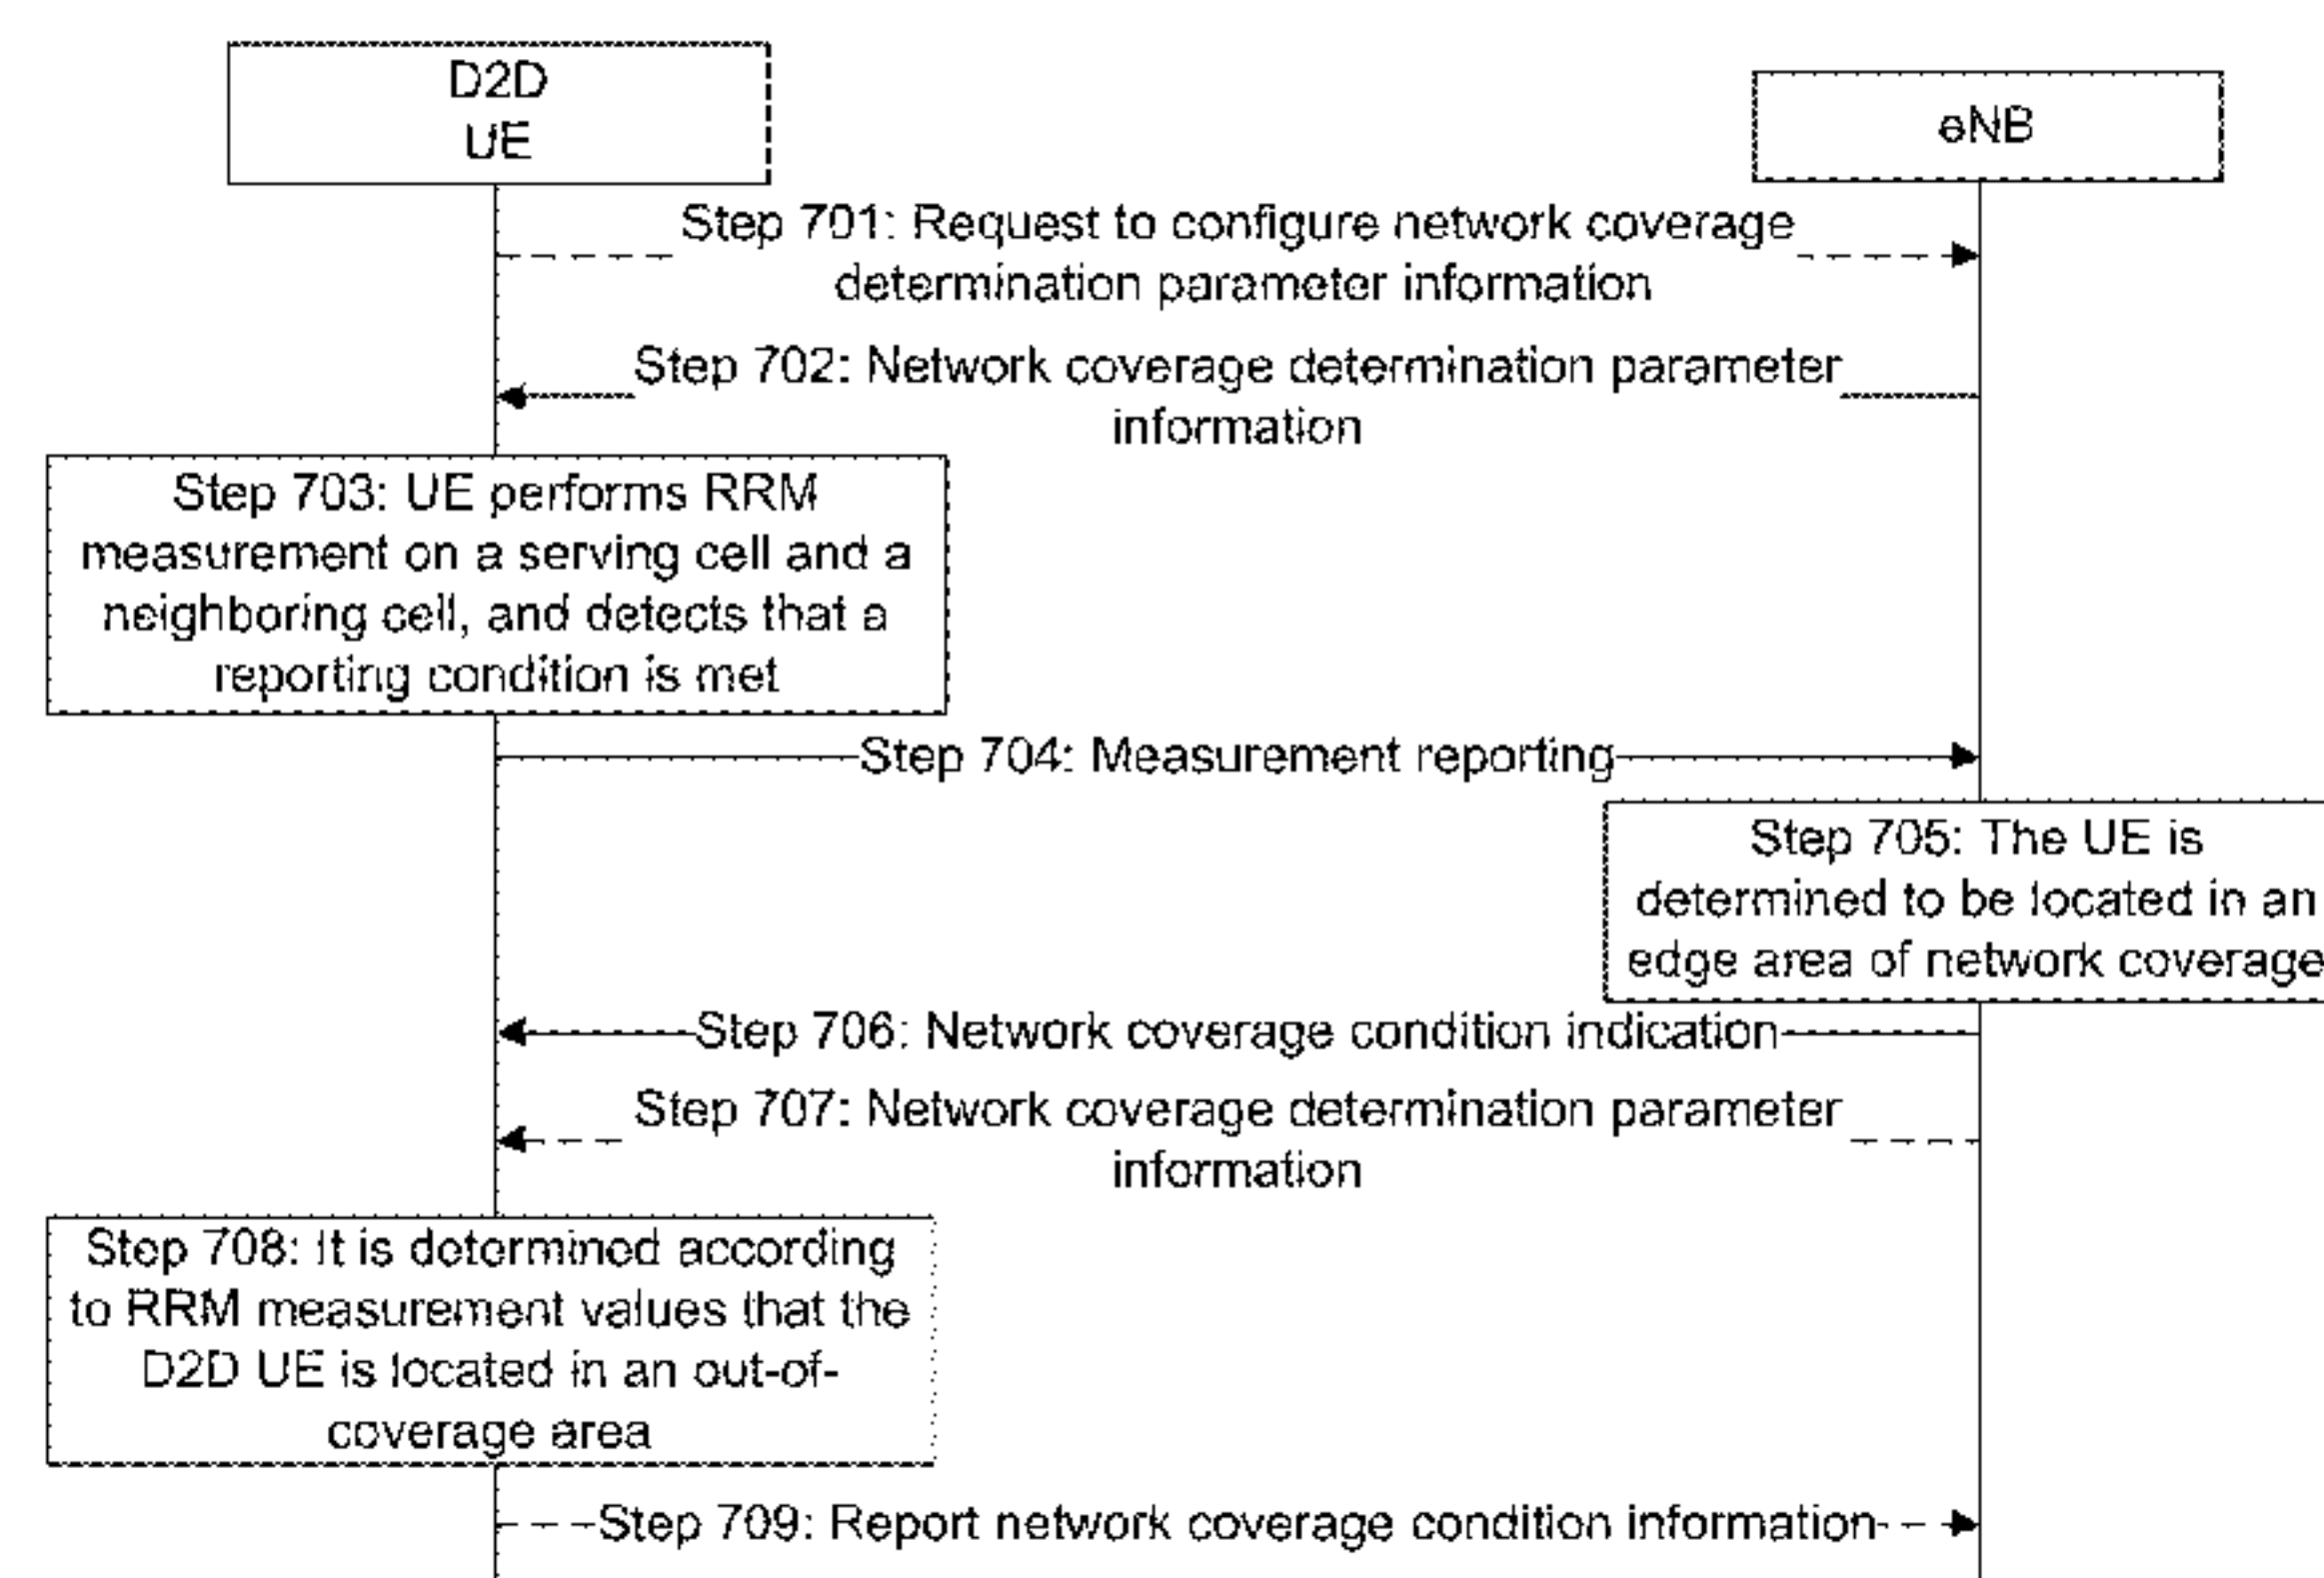 D2D
UE
eNB
Step 701: Request to configure network coverage
determination parameter information
Step 702: Network coverage determination parameter
information
Step 703: UE performs RRM
measurement on a serving cell and a
neighboring cell, and detects that a
reporting condition is met
Step 704: Measurement reporting
Step 705: The UE is
determined to be located in an
edge area of network coverage
Step 706: Network coverage condition indication
Step 707: Network coverage determination parameter
information
Step 708: It is determined according
to RRM measurement values that the
D2D UE is located in an out-of-
coverage area
Step 709: Report network coverage condition information